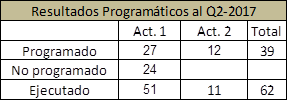 Resultados Programáticos al Q2-2017
Act. 1 Act. 2 Total
Programado 27 12 39
No programado 24
Ejecutado 51 11 62